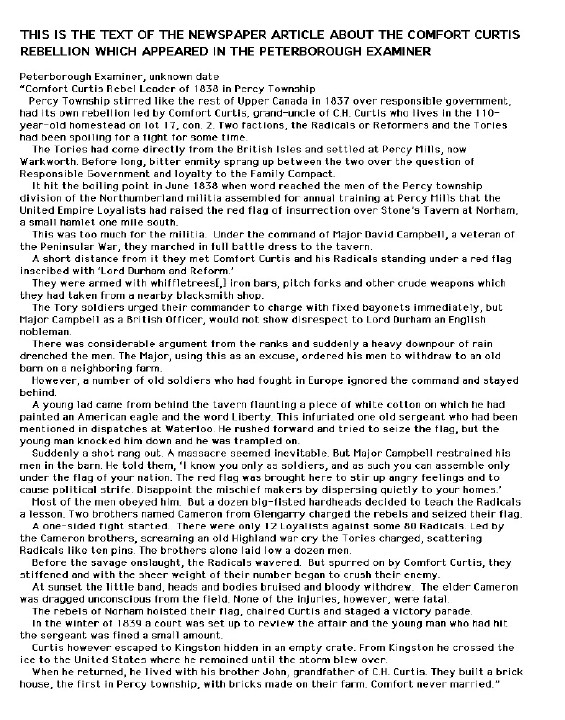 THIS IS THE TEXT OF THE NEWSPAPER ARTICLE ABOUT THE COMFORT CURTIS
REBELLION WHICH APPEARED IN THE PETERBOROUGH EXAMINER
Peterborough Examiner, unknown date
"Comfort Curtis Rebel Leader of 1838 in Percy Township
Percy Township stirred like the rest of Upper Canada in 1837 over responsible government,
had its own rebellion led by Comfort Curtis, grand-uncle of C.H. Curtis who lives in the 110-
year-old homestead on lot 17, con. 2. Two factions, the Radicals or Reformers and the Tories
had been spoiling for a fight for some time.
The Tories had come directly from the British Isles and settled at Percy Mills, now
Warkworth. Before long, bitter enmity sprang up between the two over the question of
Responsible Government and loyalty to the Family Compact.
It hit the boiling point in June 1838 when word reached the men of the Percy township
division of the Northumberland militia assembled for annual training at Percy Mills that the
United Empire Loyalists had raised the red flag of insurrection over Stone's Tavern at Norham,
a small hamlet one mile south.
This was too much for the militia. Under the command of Major David Campbell, a veteran of
the Peninsular War, they marched in full battle dress to the tavern.
A short distance from it they met Comfort Curtis and his Radicals standing under a red flag
inscribed with 'Lord Durham and Reform.'
They were armed with whiffletrees[,] iron bars, pitch forks and other crude weapons which
they had taken from a nearby blacksmith shop.
The Tory soldiers urged their commander to charge with fixed bayonets immediately, but
Major Campbell as a British Officer, would not show disrespect to Lord Durham an English
nobleman.
There was considerable argument from the ranks and suddenly a heavy downpour of rain
drenched the men. The Major, using this as an excuse, ordered his men to withdraw to an old
barn on a neighboring farm.
However, a number of old soldiers who had fought in Europe ignored the command and stayed
behind.
A young lad came from behind the tavern flaunting a piece of white cotton on which he had
painted an American eagle and the word Liberty. This infuriated one old sergeant who had been
mentioned in dispatches at Waterloo. He rushed forward and tried to seize the flag, but the
young man knocked him down and he was trampled on.
Suddenly a shot rang out. A massacre seemed inevitable. But Major Campbell restrained his
men in the barn. He told them, 'I know you only as soldiers, and as such you can assemble only
under the flag of your nation. The red flag was brought here to stir up angry feelings and to
cause political strife. Disappoint the mischief makers by dispersing quietly to your homes.'
Most of the men obeyed him. But a dozen big-fisted hardheads decided to teach the Radicals
a lesson. Two brothers named Cameron from Glengarry charged the rebels and seized their flag.
A one-sided fight started. There were only 12 Loyalists against some 80 Radicals. Led by
the Cameron brothers, screaming an old Highland war cry the Tories charged, scattering
Radicals like ten pins. The brothers alone laid low a dozen men.
Before the savage onslaught, the Radicals wavered. But spurred on by Comfort Curtis, they
stiffened and with the sheer weight of their number began to crush their enemy.
At sunset the little band, heads and bodies bruised and bloody withdrew. The elder Cameron
was dragged unconscious from the field. None of the injuries, however, were fatal.
The rebels of Norham hoisted their flag, chaired Curtis and staged a victory parade.
In the winter of 1839 a court was set up to review the affair and the young man who had hit
the sergeant was fined a small amount.
Curtis however escaped to Kingston hidden in an empty crate. From Kingston he crossed the
ice to the United States where he remained until the storm blew over.
When he returned, he lived with his brother John, grandfather of C.H. Curtis. They built a brick
house, the first in Percy township, with bricks made on their farm. Comfort never married."